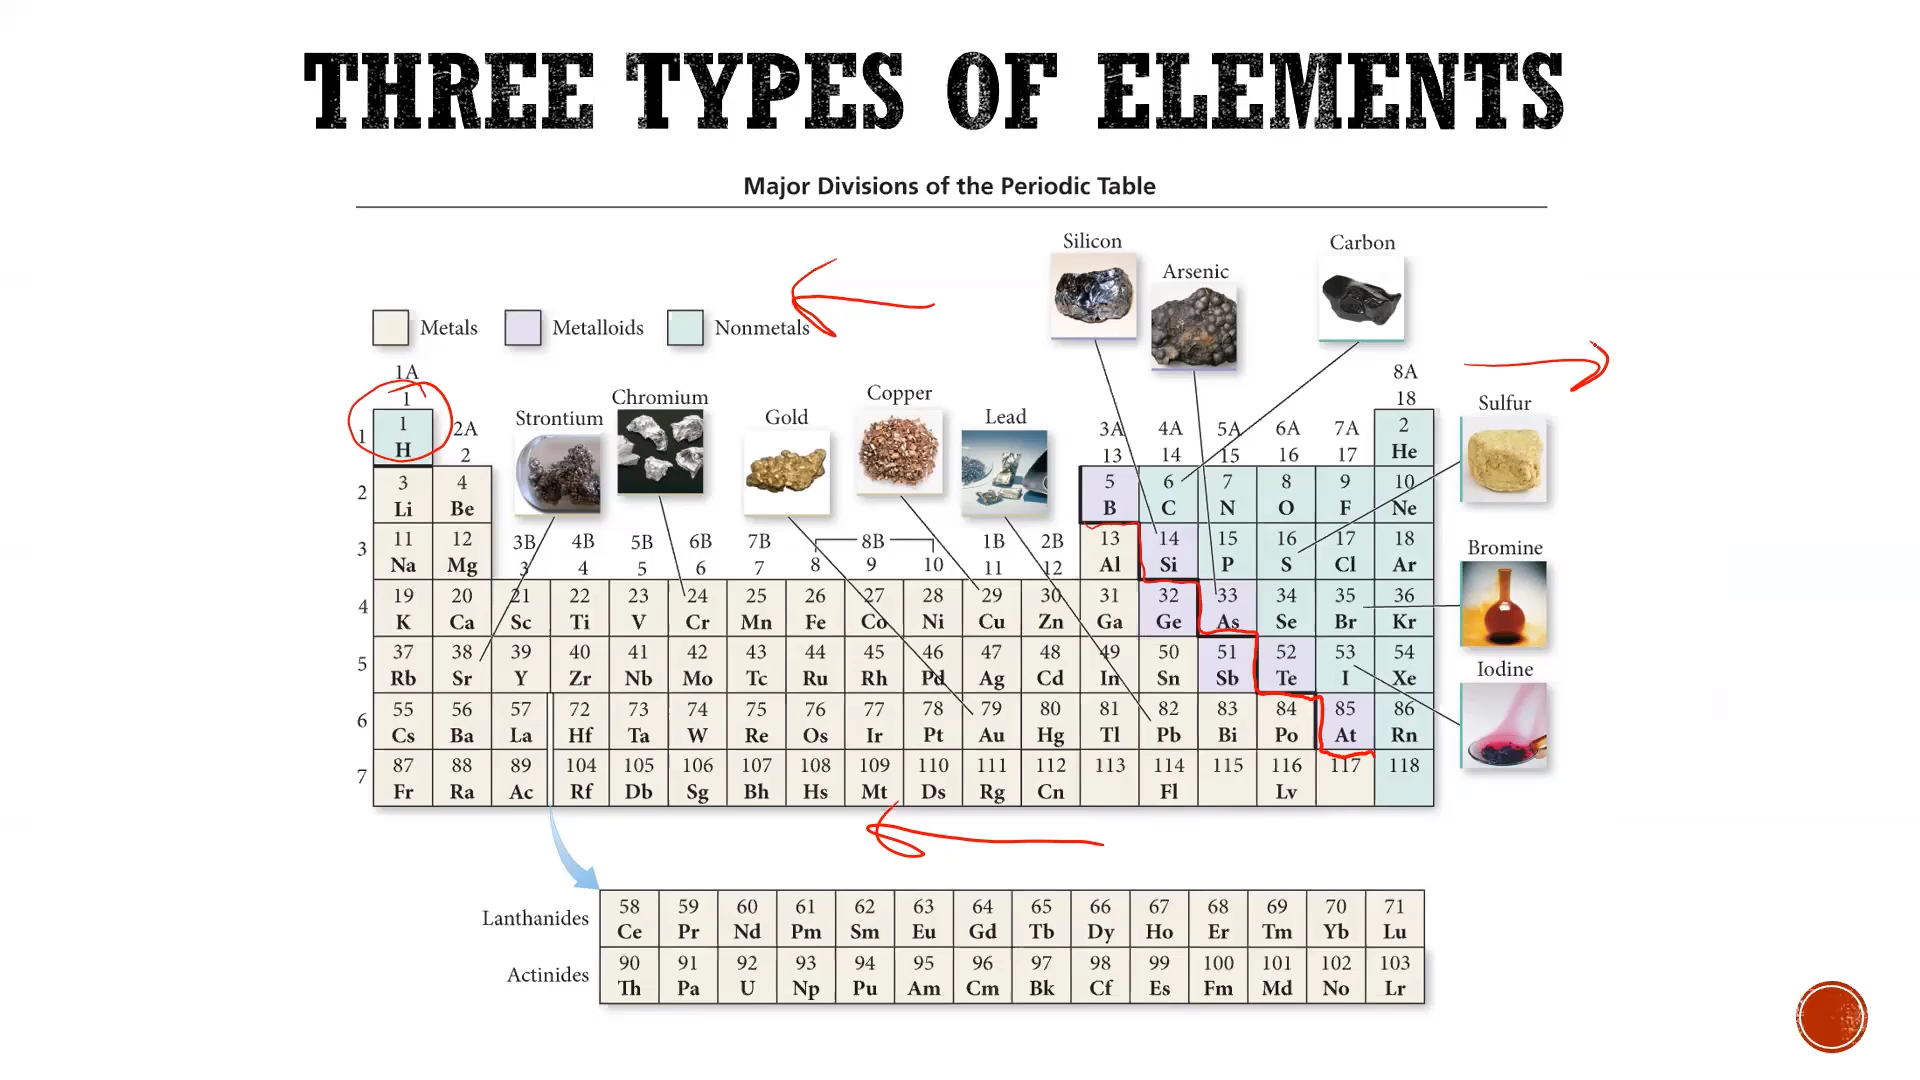 THREE TYPES OF ELEMENTS
Major Divisions of the Periodic Table
Silicon
Carbon
Arsenic
Metals
Metalloids
Nonmetals
Strontium
Chromium
Gold
Copper
Lead
Sulfur
Bromine
Iodine
1A 8A
1 18
2A 3A 4A 5A 6A 7A
2 13 14 15 16 17
3B 4B 5B 6B 7B 8B 1B 2B
3 4 5 6 7 8 9 10 11 12
1 1 2
H He
2 3 4 5 6 7 8 9 10
Li Be B C N O F Ne
3 11 12 13 14 15 16 17 18
Na Mg Al Si P S Cl Ar
4 19 20 21 22 23 24 25 26 27 28 29 30 31 32 33 34 35 36
K Ca Sc Ti V Cr Mn Fe Co Ni Cu Zn Ga Ge As Se Br Kr
5 37 38 39 40 41 42 43 44 45 46 47 48 49 50 51 52 53 54
Rb Sr Y Zr Nb Mo Tc Ru Rh Pd Ag Cd In Sn Sb Te I Xe
6 55 56 57 72 73 74 75 76 77 78 79 80 81 82 83 84 85 86
Cs Ba La Hf Ta W Re Os Ir Pt Au Hg Tl Pb Bi Po At Rn
7 87 88 89 104 105 106 107 108 109 110 111 112 113 114 115 116 117 118
Fr Ra Ac Rf Db Sg Bh Hs Mt Ds Rg Cn Fl Lv
Lanthanides 58 59 60 61 62 63 64 65 66 67 68 69 70 71
Ce Pr Nd Pm Sm Eu Gd Tb Dy Ho Er Tm Yb Lu
Actinides 90 91 92 93 94 95 96 97 98 99 100 101 102 103
Th Pa U Np Pu Am Cm Bk Cf Es Fm Md No Lr